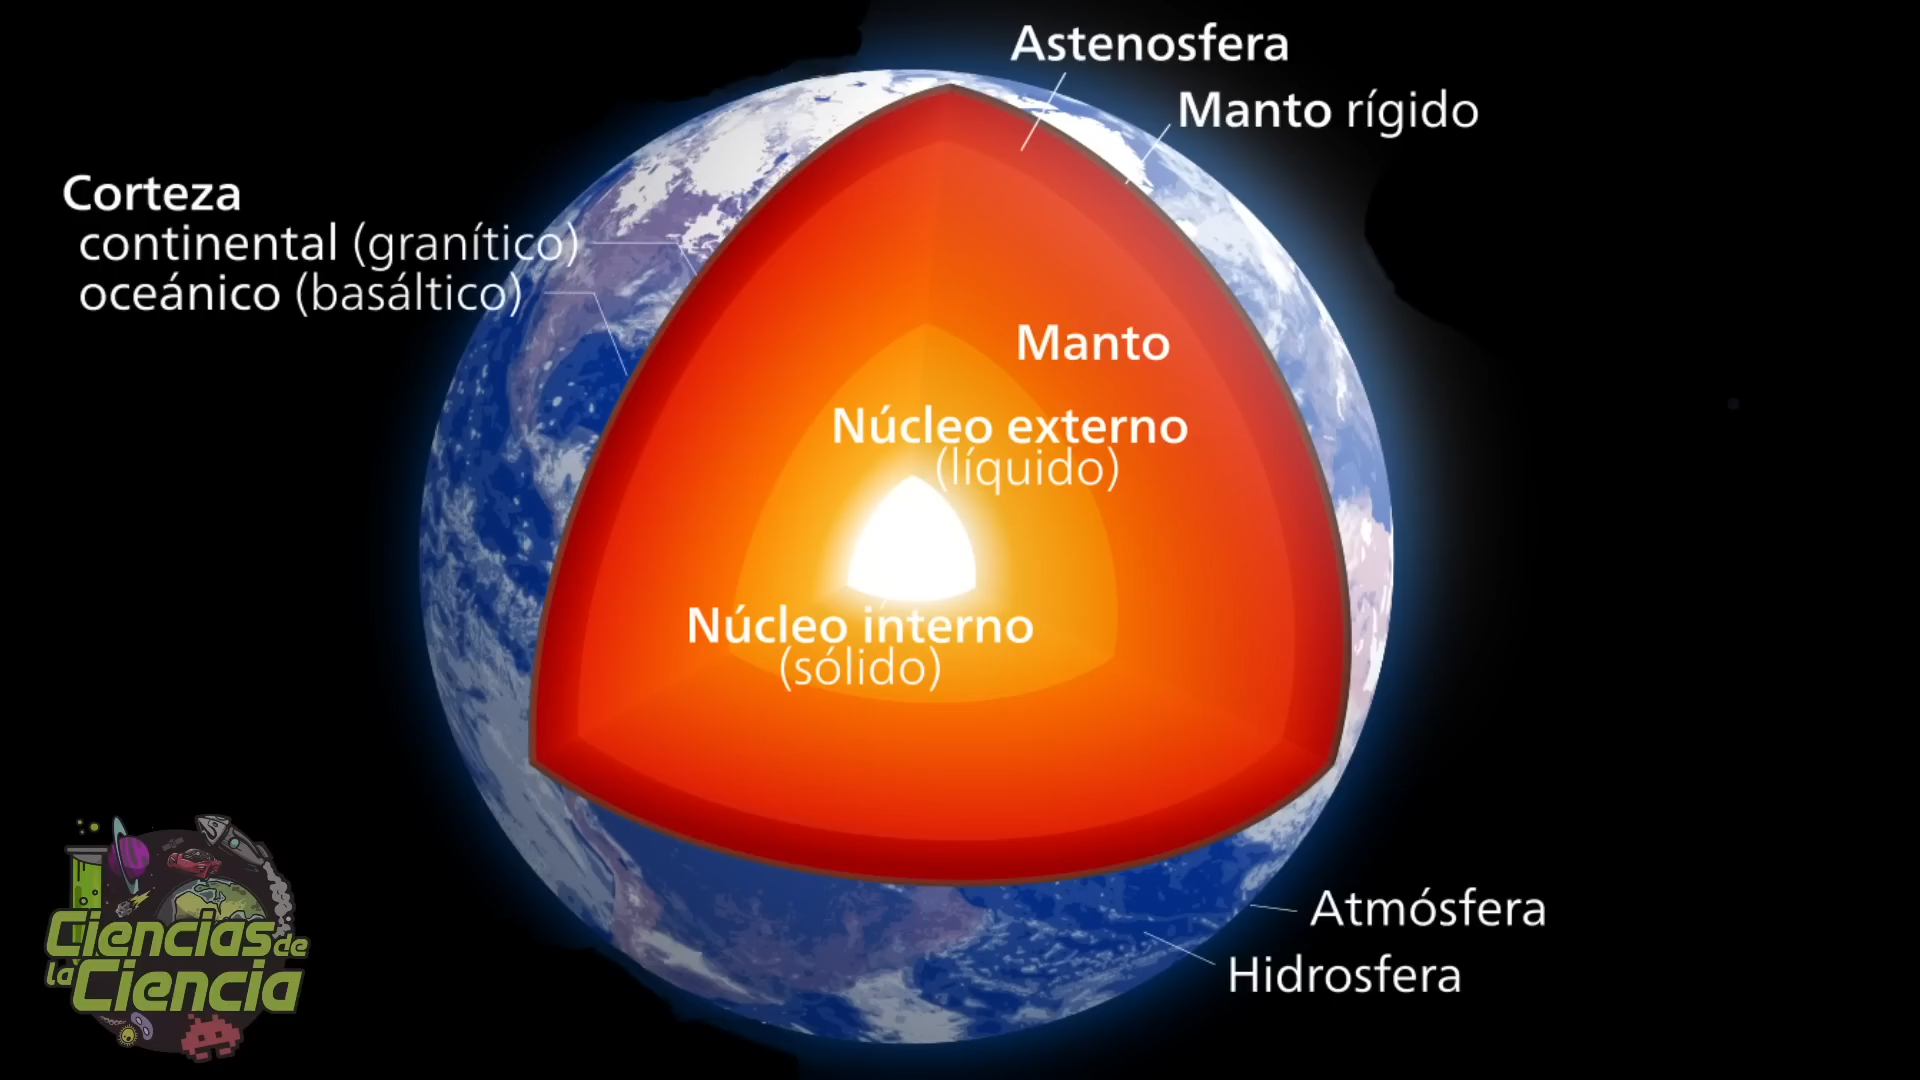 Astenosfera
Manto rígido
Corteza
continental (granítico)
oceánico (basáltico)
Manto
Núcleo externo
(líquido)
Núcleo interno
(sólido)
Atmósfera
Hidrosfera
Ciencias de
la Ciencia